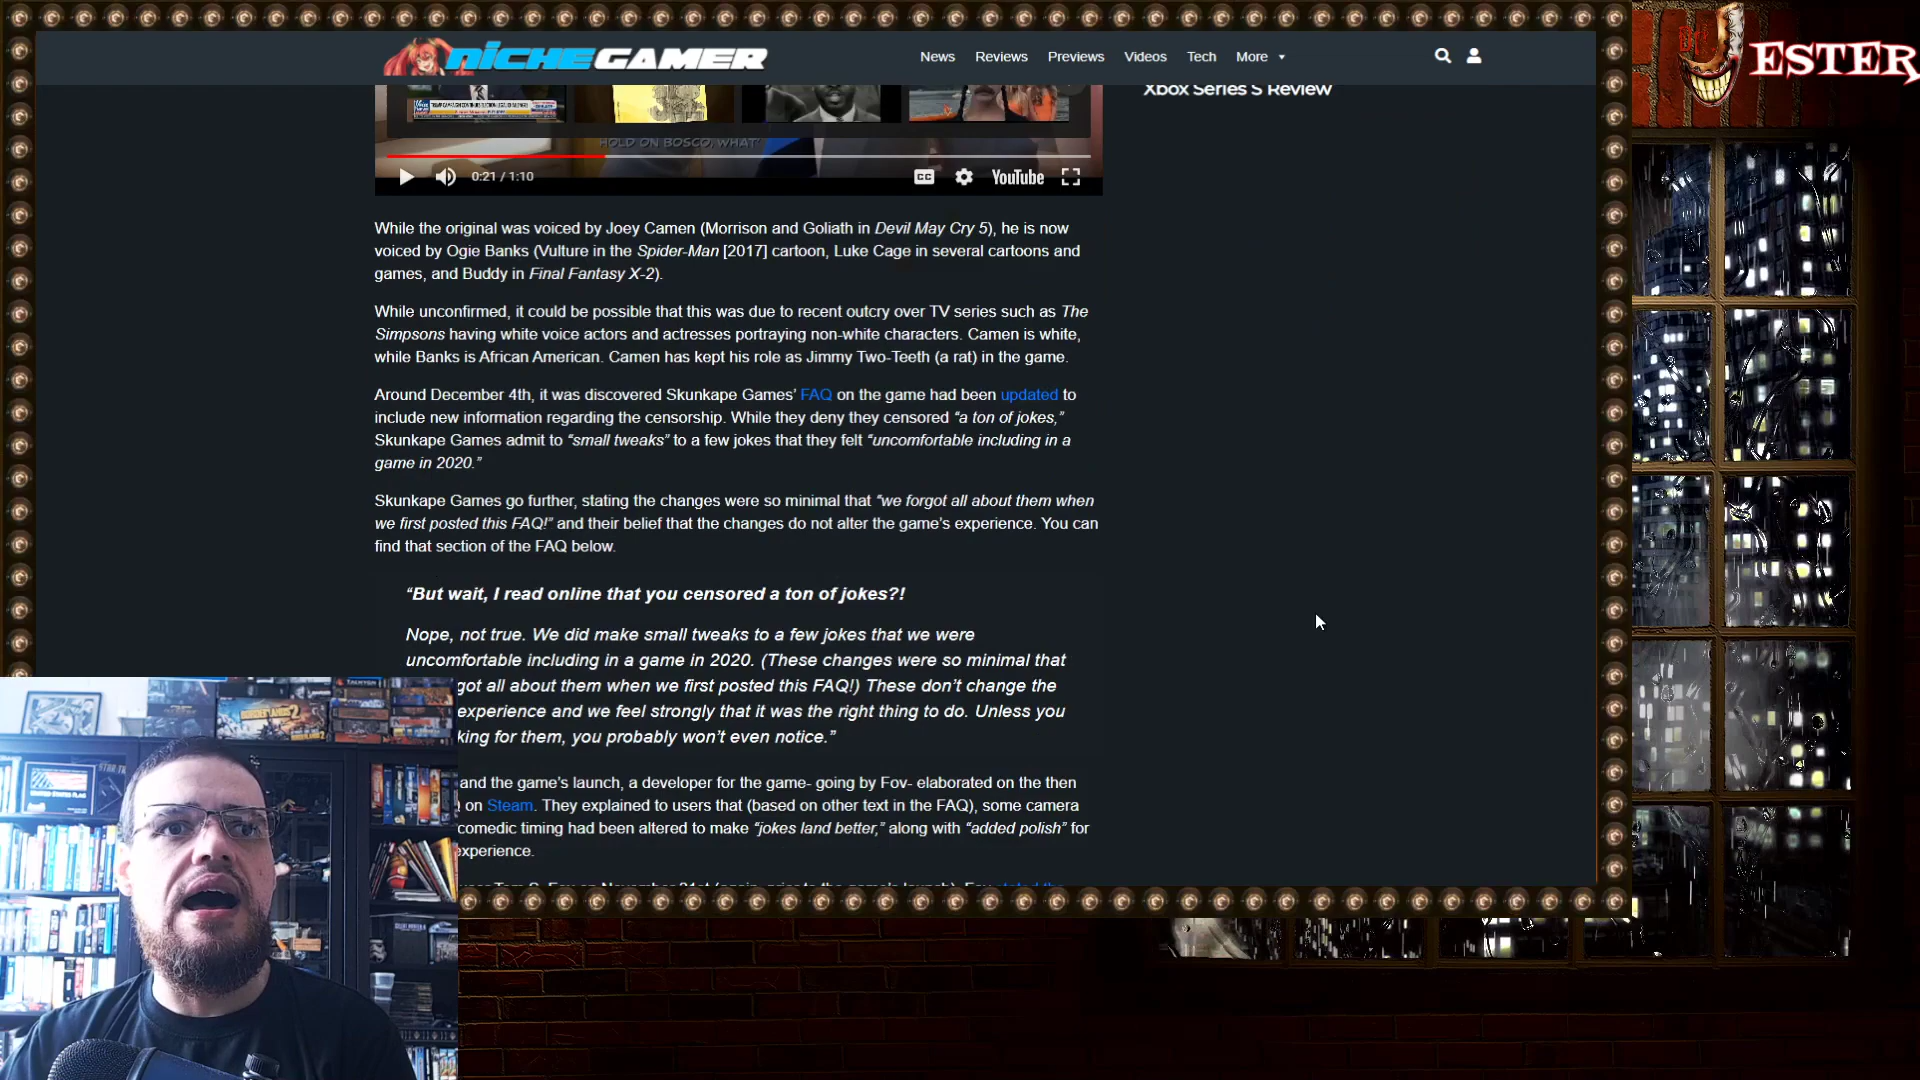 NICHEGAMER News Reviews Previews Videos Tech More
ESTER
Xbox Series S Review
HOLD ON BOSCO, WHAT
0:21 / 1:10 CC YouTube
While the original was voiced by Joey Camen (Morrison and Goliath in Devil May Cry 5), he is now
voiced by Ogie Banks (Vulture in the Spider-Man [2017] cartoon, Luke Cage in several cartoons and
games, and Buddy in Final Fantasy X-2).
While unconfirmed, it could be possible that this was due to recent outcry over TV series such as The
Simpsons having white voice actors and actresses portraying non-white characters. Camen is white,
while Banks is African American. Camen has kept his role as Jimmy Two-Teeth (a rat) in the game.
Around December 4th, it was discovered Skunkape Games’ FAQ on the game had been updated to
include new information regarding the censorship. While they deny they censored “a ton of jokes,”
Skunkape Games admit to “small tweaks” to a few jokes that they felt “uncomfortable including in a
game in 2020.”
Skunkape Games go further, stating the changes were so minimal that “we forgot all about them when
we first posted this FAQ!” and their belief that the changes do not alter the game’s experience. You can
find that section of the FAQ below.
“But wait, I read online that you censored a ton of jokes?!
Nope, not true. We did make small tweaks to a few jokes that we were
uncomfortable including in a game in 2020. (These changes were so minimal that
got all about them when we first posted this FAQ!) These don’t change the
experience and we feel strongly that it was the right thing to do. Unless you
king for them, you probably won’t even notice.”
and the game’s launch, a developer for the game- going by Fov- elaborated on the then
on Steam. They explained to users that (based on other text in the FAQ), some camera
comedic timing had been altered to make “jokes land better,” along with “added polish” for
experience.
BORDERLANDS 2